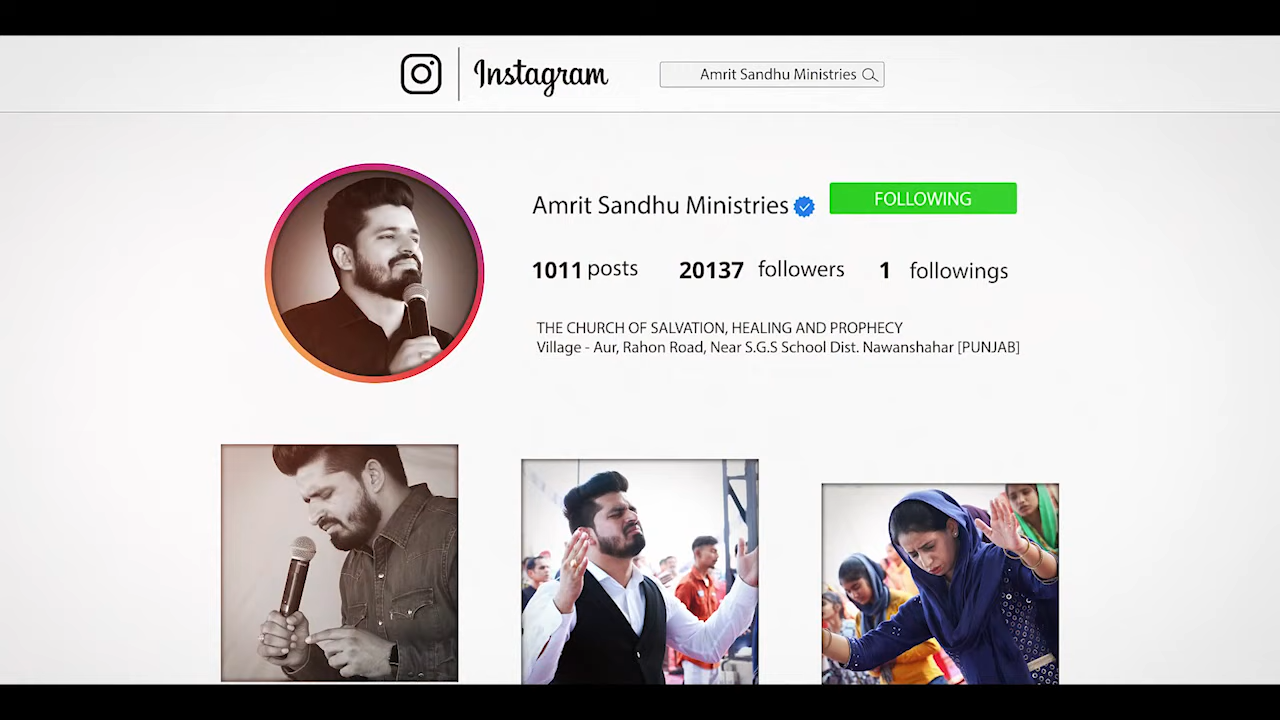 Instagram
Amrit Sandhu Ministries
Amrit Sandhu Ministries
FOLLOWING
1011 posts 20137 followers 1 followings
THE CHURCH OF SALVATION, HEALING AND PROPHECY
Village - Aur, Rahon Road, Near S.G.S School Dist. Nawanshahar [PUNJAB]